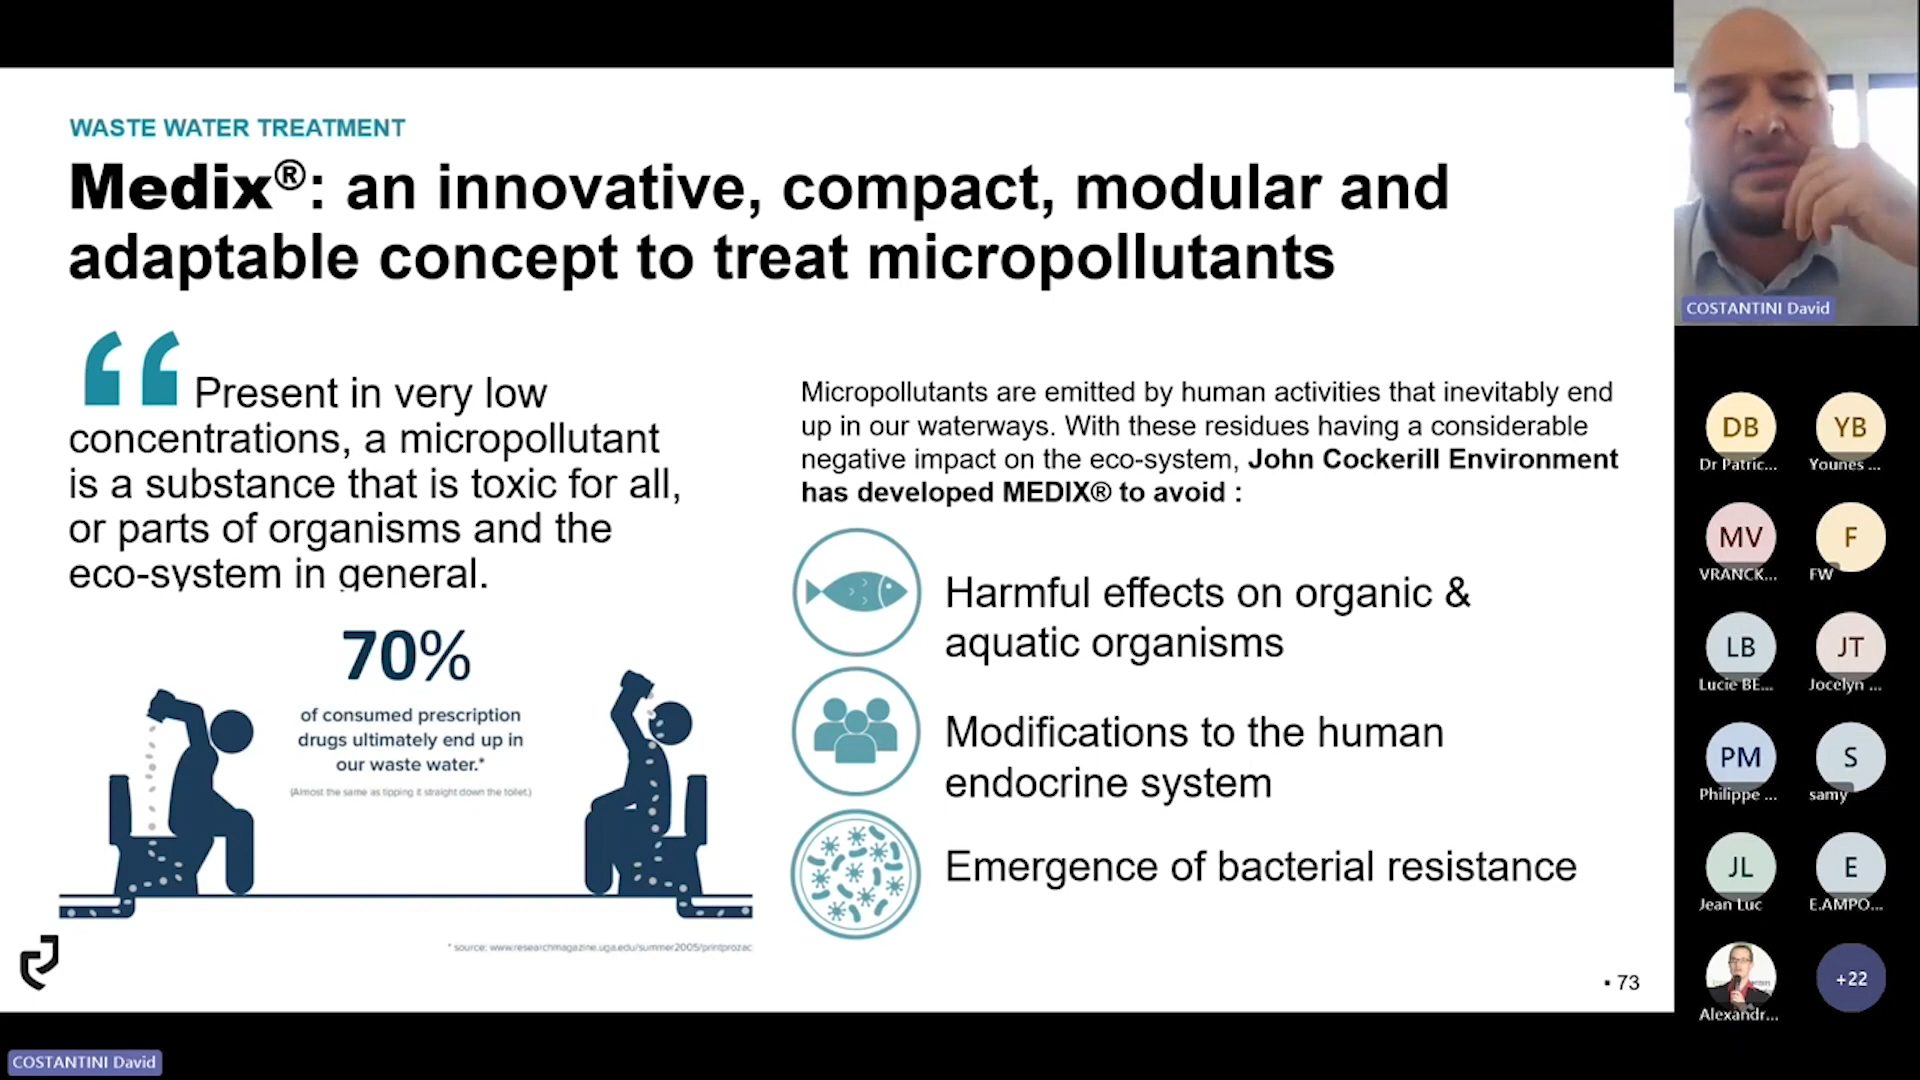 WASTE WATER TREATMENT
Medix®: an innovative, compact, modular and
adaptable concept to treat micropollutants
Present in very low
concentrations, a micropollutant
is a substance that is toxic for all,
or parts of organisms and the
eco-system in general.
70%
of consumed prescription
drugs ultimately end up in
our waste water.*
(Almost the same as tipping it straight down the toilet.)
* source: www.researchmagazine.uga.edu/summer2005/printprozac
Micropollutants are emitted by human activities that inevitably end
up in our waterways. With these residues having a considerable
negative impact on the eco-system, John Cockerill Environment
has developed MEDIX® to avoid :
Harmful effects on organic &
aquatic organisms
Modifications to the human
endocrine system
Emergence of bacterial resistance
▪ 73
COSTANTINI David
DB
Dr Patric...
YB
Younes ...
MV
VRANCK...
F
FW
LB
Lucie BE...
JT
Jocelyn ...
PM
Philippe ...
S
samy
JL
Jean Luc
E
E.AMPO...
Alexandr...
+22
COSTANTINI David